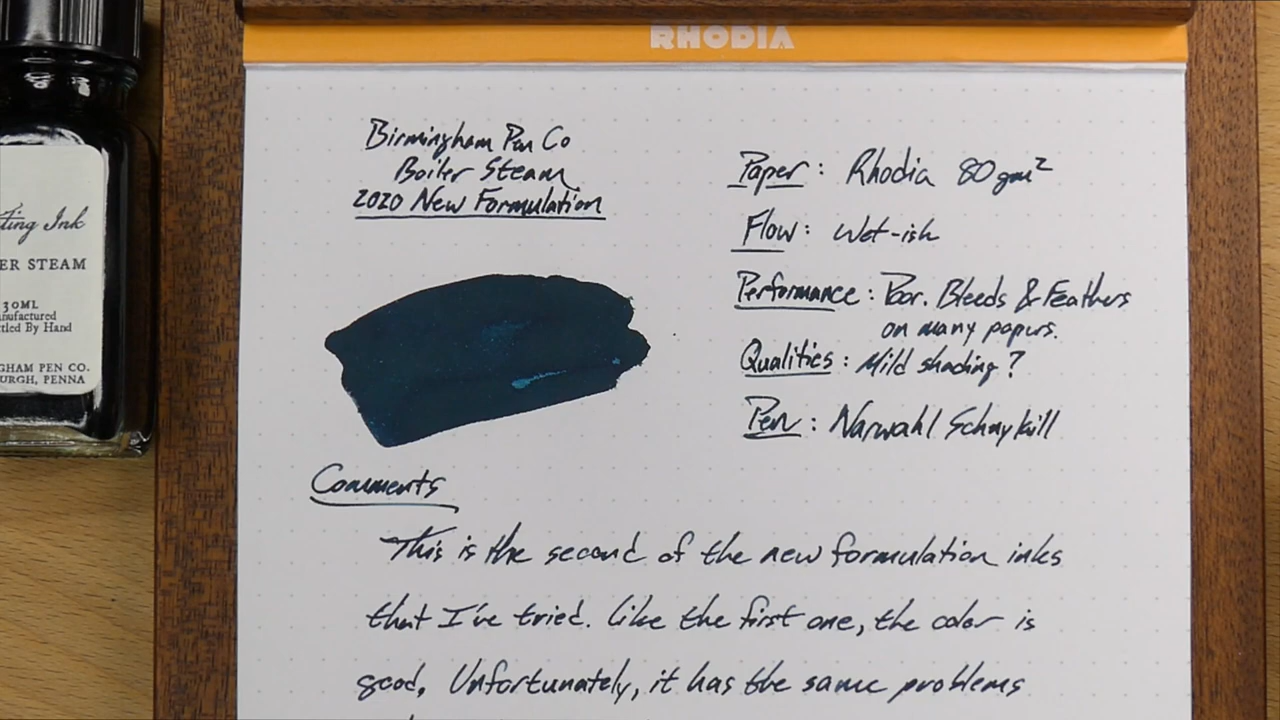 RHODIA
Birmingham Pen Co
Boiler Steam
2020 New Formulation
Paper: Rhodia 80gm²
Flow: Wet-ish
Performance: Poor. Bleeds & Feathers
on many papers.
Qualities: Mild shading?
Pen: Narwahl Schuylkill
Comments
This is the second of the new formulation inks
that I've tried. Like the first one, the color is
good. Unfortunately, it has the same problems
ting Ink
ER STEAM
30ML
nufactured
ttled By Hand
GHAM PEN CO.
URGH, PENNA